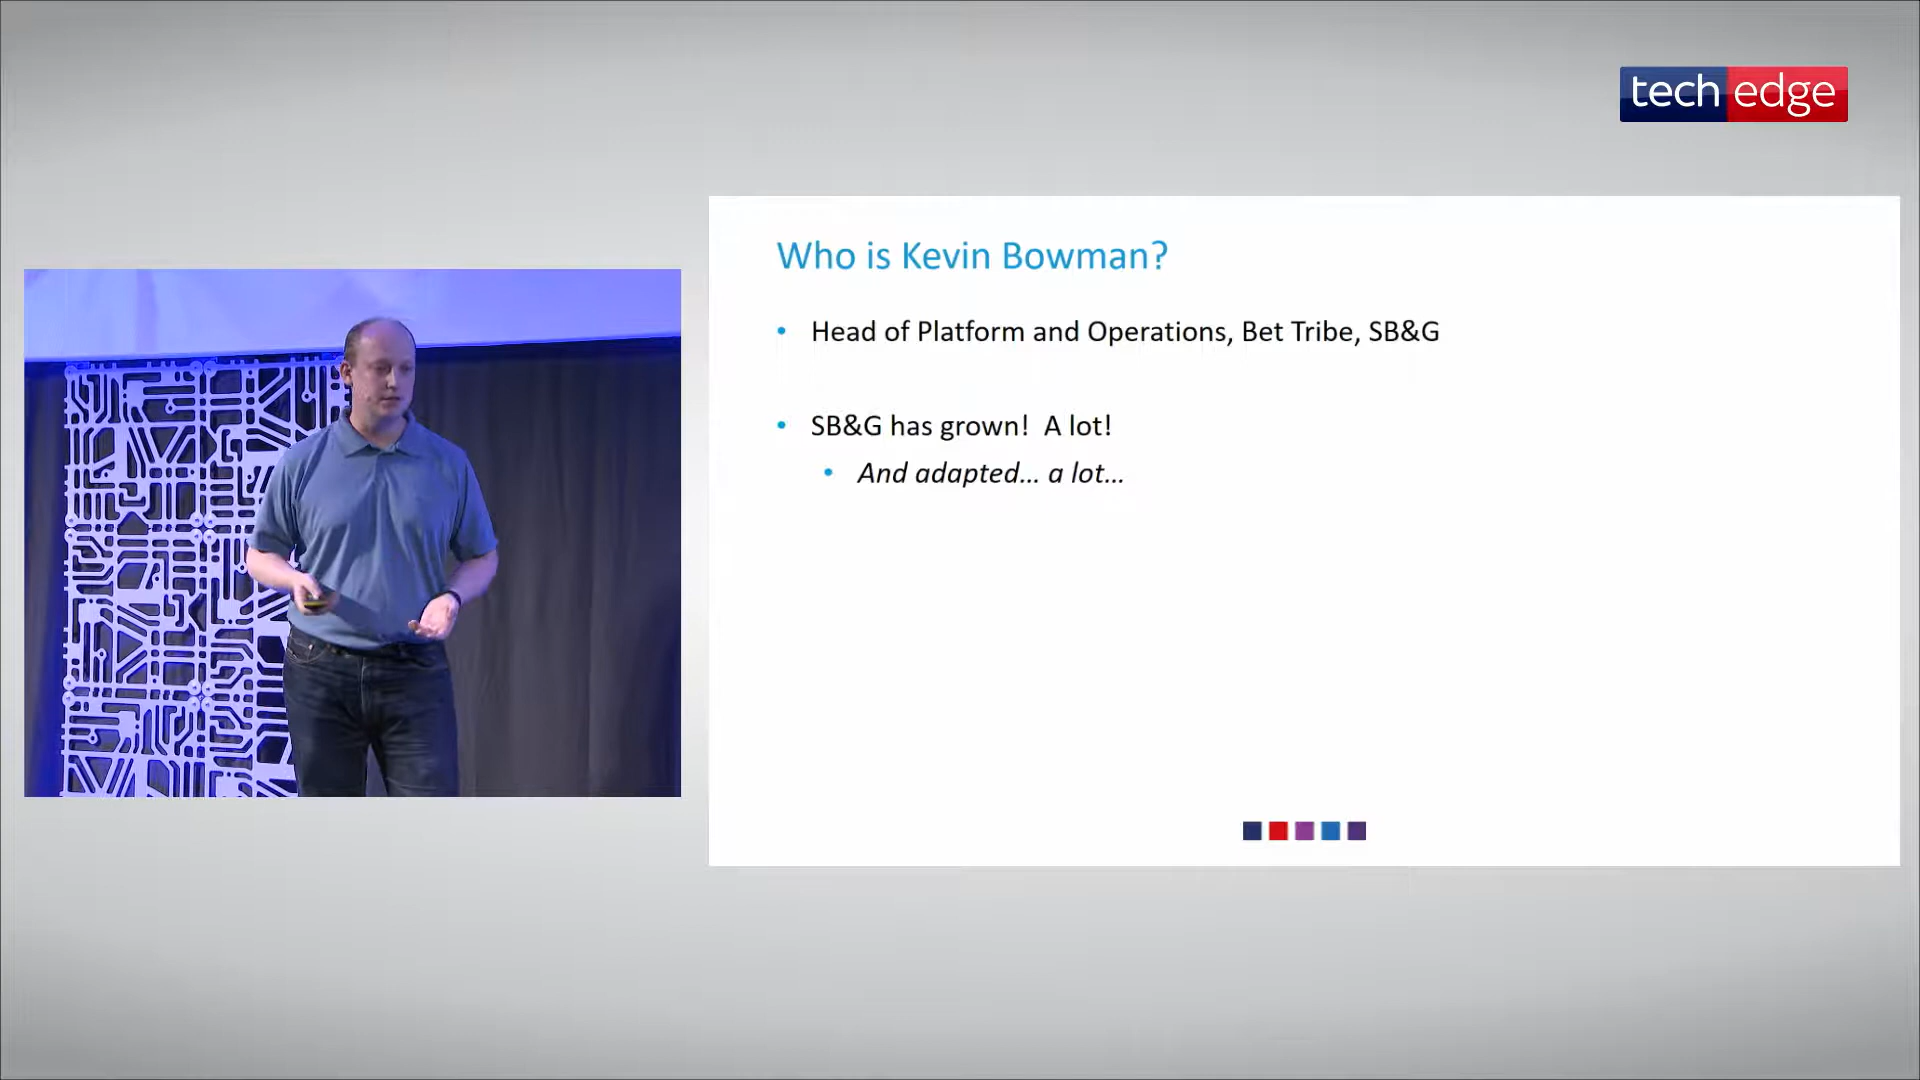 tech edge
Who is Kevin Bowman?
• Head of Platform and Operations, Bet Tribe, SB&G
• SB&G has grown!  A lot!
• And adapted... a lot...